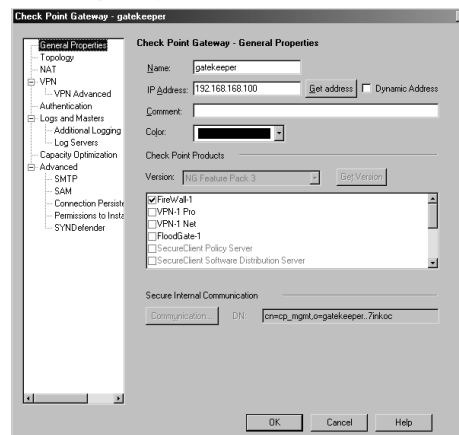 Check Point Gateway - gatekeeper
General Properties
Topology
NAT
VPN
VPN Advanced
Authentication
Logs and Masters
Additional Logging
Log Servers
Capacity Optimization
Advanced
SMTP
SAM
Connection Persiste
Permissions to Insta
SYNDefender
Check Point Gateway - General Properties
Name: gatekeeper
IP Address: 192.168.168.100 Get address Dynamic Address
Comment:
Color:
Check Point Products
Version: NG Feature Pack 3 Get Version
FireWall-1
VPN-1 Pro
VPN-1 Net
FloodGate-1
SecureClient Policy Server
SecureClient Software Distribution Server
Secure Internal Communication
Communication... DN: cn=cp_mgmt,o=gatekeeper..7inkoc
OK Cancel Help